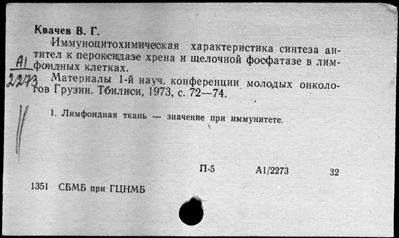 Квачев В. Г.
Иммуноцитохимическая характеристика синтеза ан-
тител к пероксидазе хрена и щелочной фосфатазе в лим-
фоидных клетках.
А1
2273
Материалы 1-й науч. конференции молодых онколо-
гов Грузии. Тбилиси, 1973, с. 72—74.
1. Лимфоидная ткань — значение при иммунитете.
П-5 А1/2273 32
1351 СБМБ при ГЦНМБ